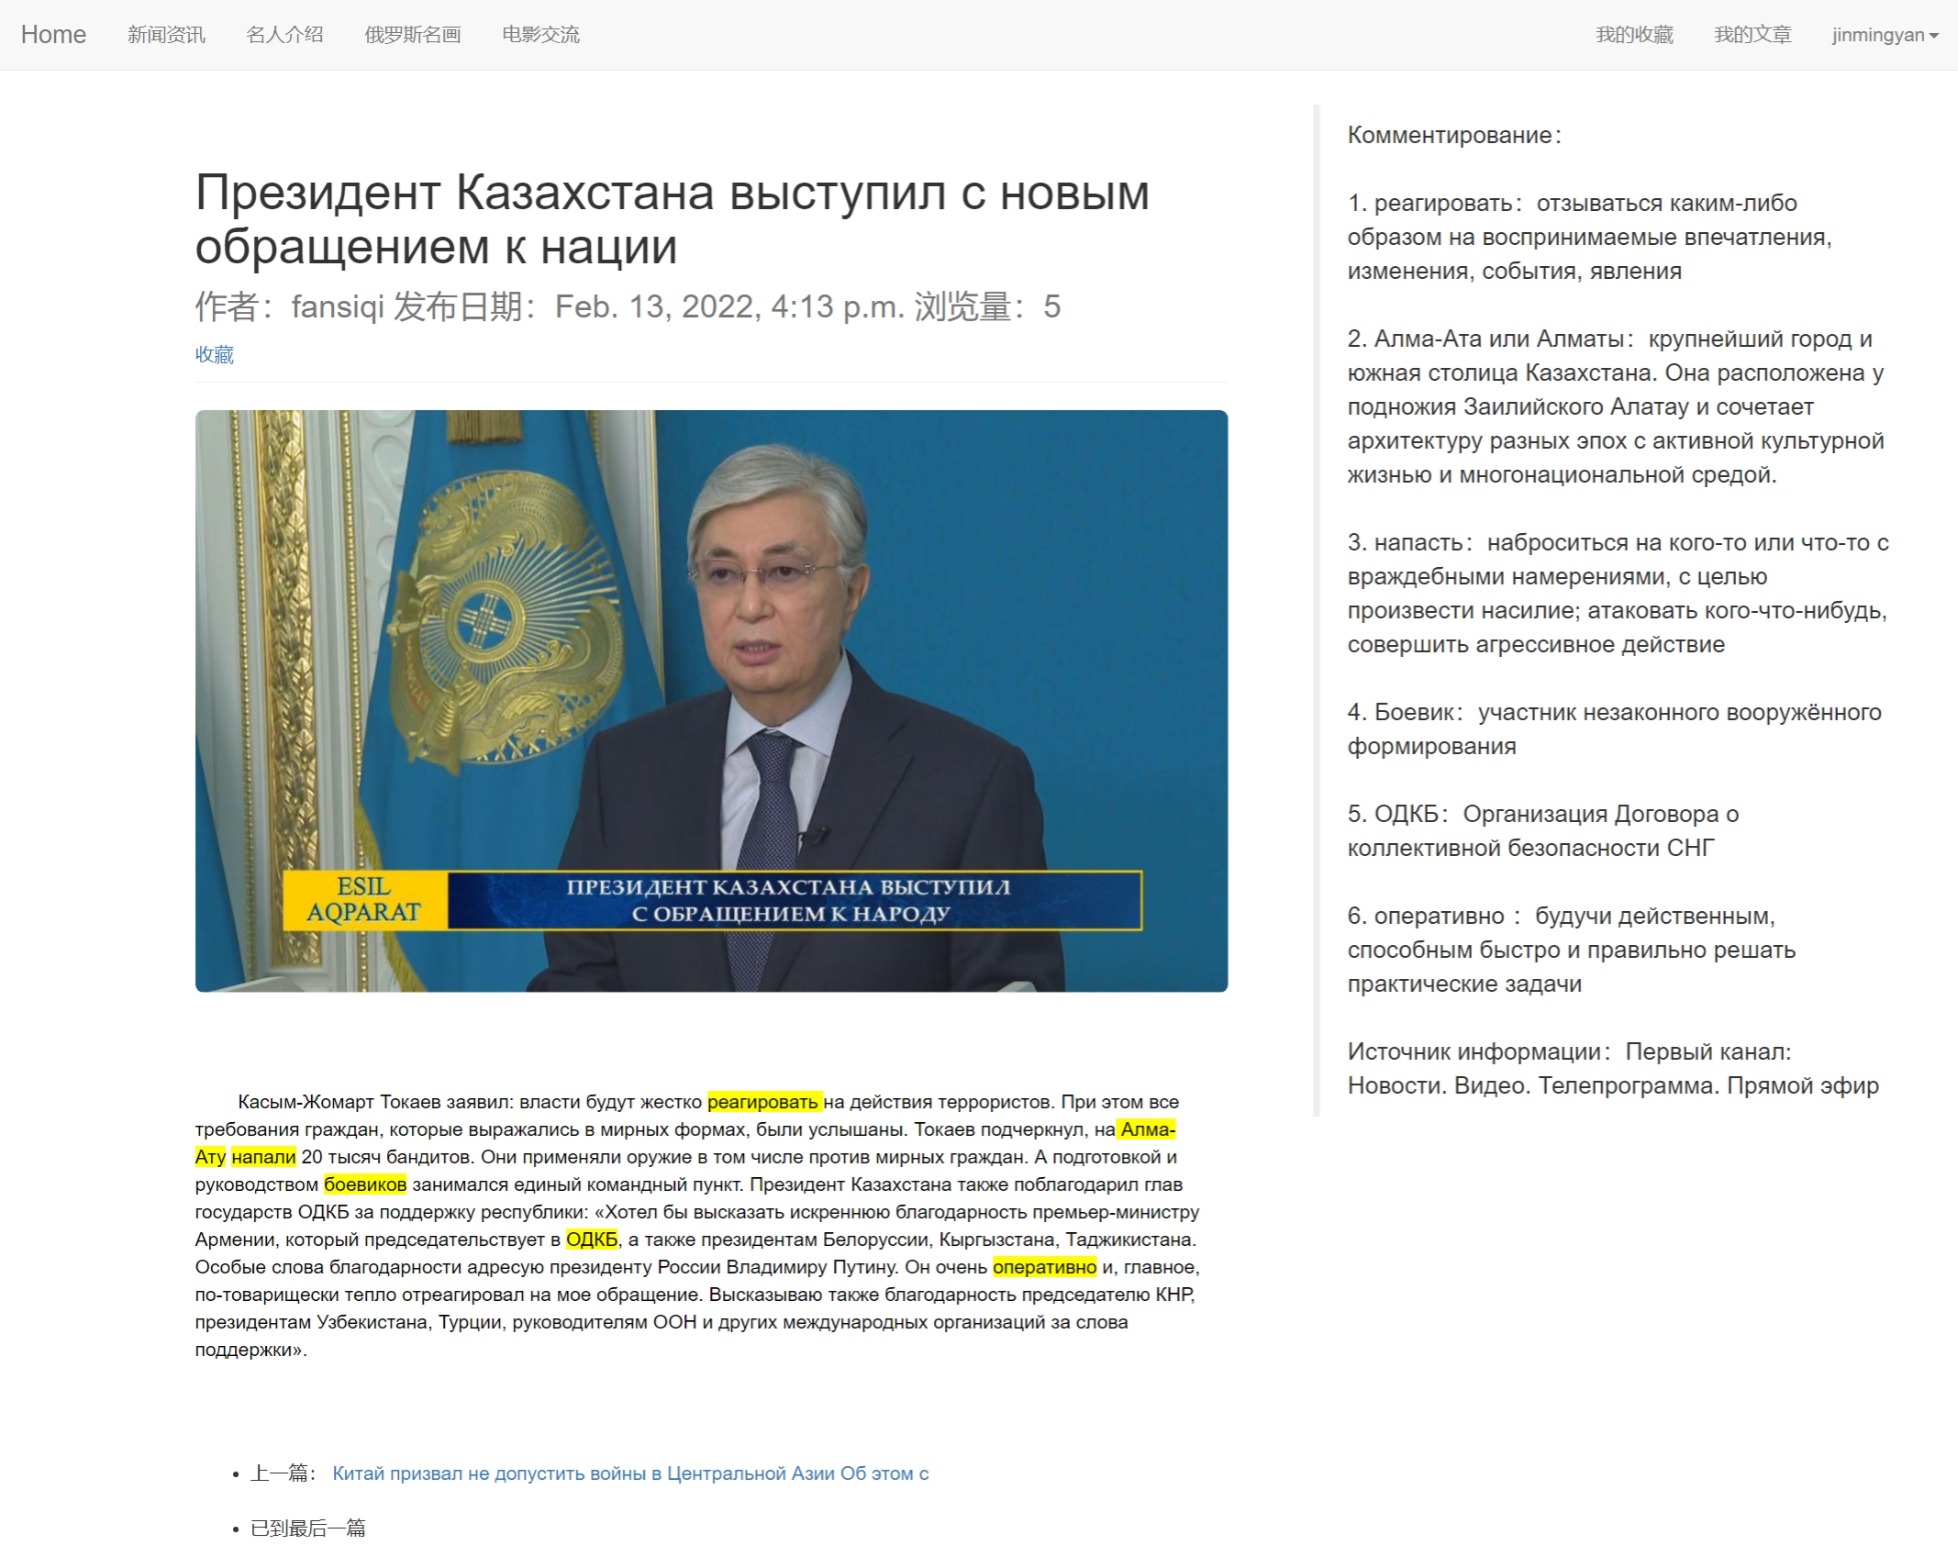 Home 新闻资讯 名人介绍 俄罗斯名画 电影交流 我的收藏 我的文章 jinmingyan
Президент Казахстана выступил с новым
обращением к нации
作者：fansiqi 发布日期：Feb. 13, 2022, 4:13 p.m. 浏览量：5
收藏
ESIL
AQPARAT
ПРЕЗИДЕНТ КАЗАХСТАНА ВЫСТУПИЛ
С ОБРАЩЕНИЕМ К НАРОДУ
Касым-Жомарт Токаев заявил: власти будут жестко реагировать на действия террористов. При этом все
требования граждан, которые выражались в мирных формах, были услышаны. Токаев подчеркнул, на Алма-
Ату напали 20 тысяч бандитов. Они применяли оружие в том числе против мирных граждан. А подготовкой и
руководством боевиков занимался единый командный пункт. Президент Казахстана также поблагодарил глав
государств ОДКБ за поддержку республики: «Хотел бы высказать искреннюю благодарность премьер-министру
Армении, который председательствует в ОДКБ, а также президентам Белоруссии, Кыргызстана, Таджикистана.
Особые слова благодарности адресую президенту России Владимиру Путину. Он очень оперативно и, главное,
по-товарищески тепло отреагировал на мое обращение. Высказываю также благодарность председателю КНР,
президентам Узбекистана, Турции, руководителям ООН и других международных организаций за слова
поддержки».
上一篇： Китай призвал не допустить войны в Центральной Азии Об этом с
已到最后一篇
Комментирование：
1. реагировать：отзываться каким-либо
образом на воспринимаемые впечатления,
изменения, события, явления
2. Алма-Ата или Алматы：крупнейший город и
южная столица Казахстана. Она расположена у
подножия Заилийского Алатау и сочетает
архитектуру разных эпох с активной культурной
жизнью и многонациональной средой.
3. напасть：наброситься на кого-то или что-то с
враждебными намерениями, с целью
произвести насилие; атаковать кого-что-нибудь,
совершить агрессивное действие
4. Боевик：участник незаконного вооружённого
формирования
5. ОДКБ：Организация Договора о
коллективной безопасности СНГ
6. оперативно ：будучи действенным,
способным быстро и правильно решать
практические задачи
Источник информации：Первый канал:
Новости. Видео. Телепрограмма. Прямой эфир